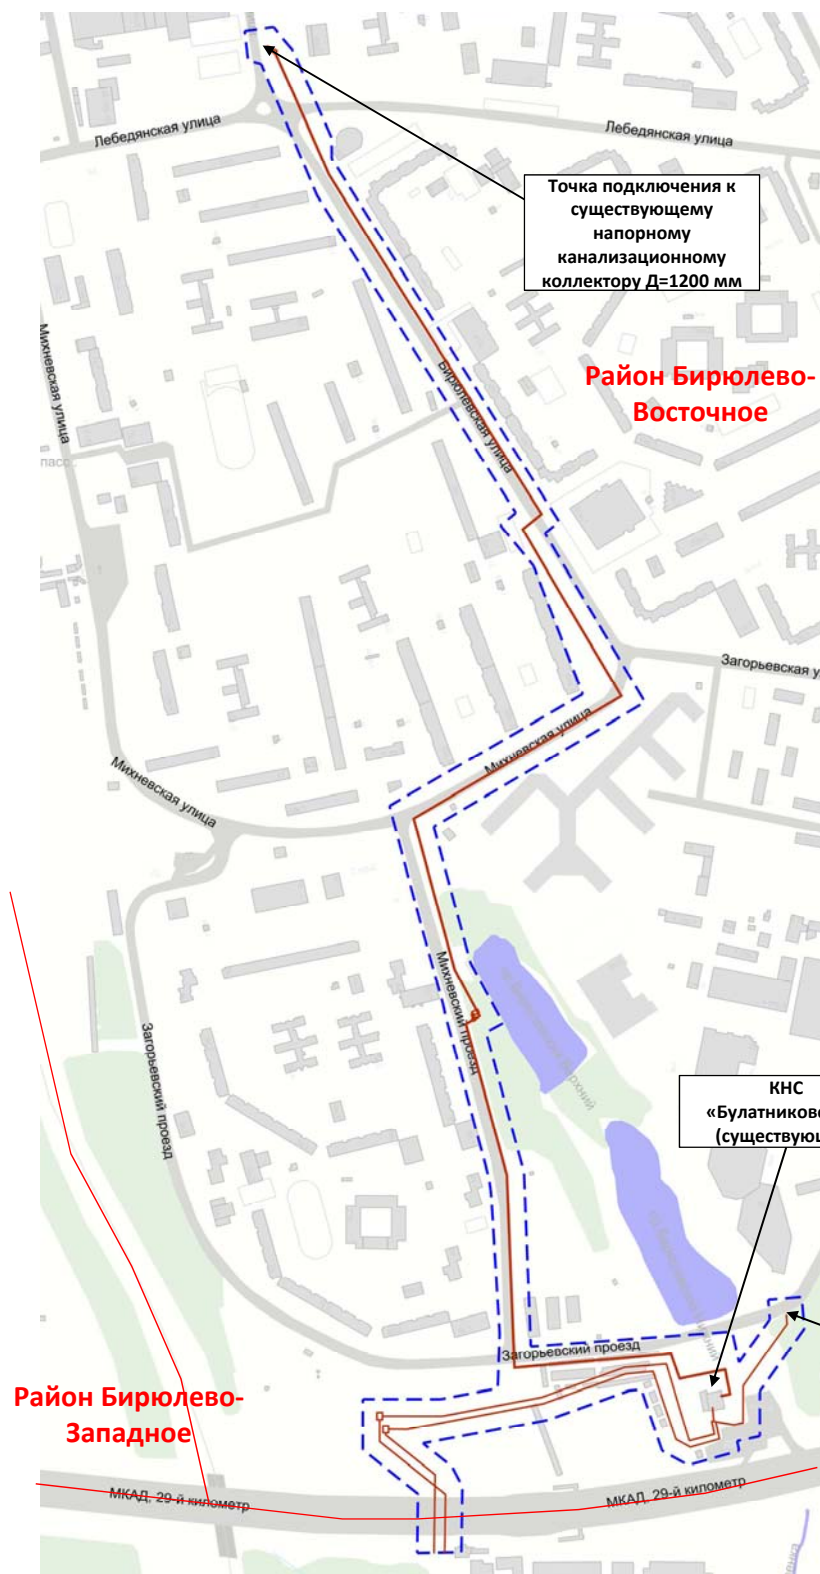 Лебедянская улица
Лебедянская улица
Точка подключения к
существующему
напорному
канализационному
коллектору Д=1200 мм
Михневская улица
Район Бирюлево-
Восточное
Бирюлевская улица
пасс
Загорьевская у
Михневская улица
Михневская улица
Михневский проезд
Загорьевский проезд
КНС
«Булатниково
(существующ
Загорьевский проезд
Район Бирюлево-
Западное
МКАД, 29-й километр
МКАД, 29-й километр